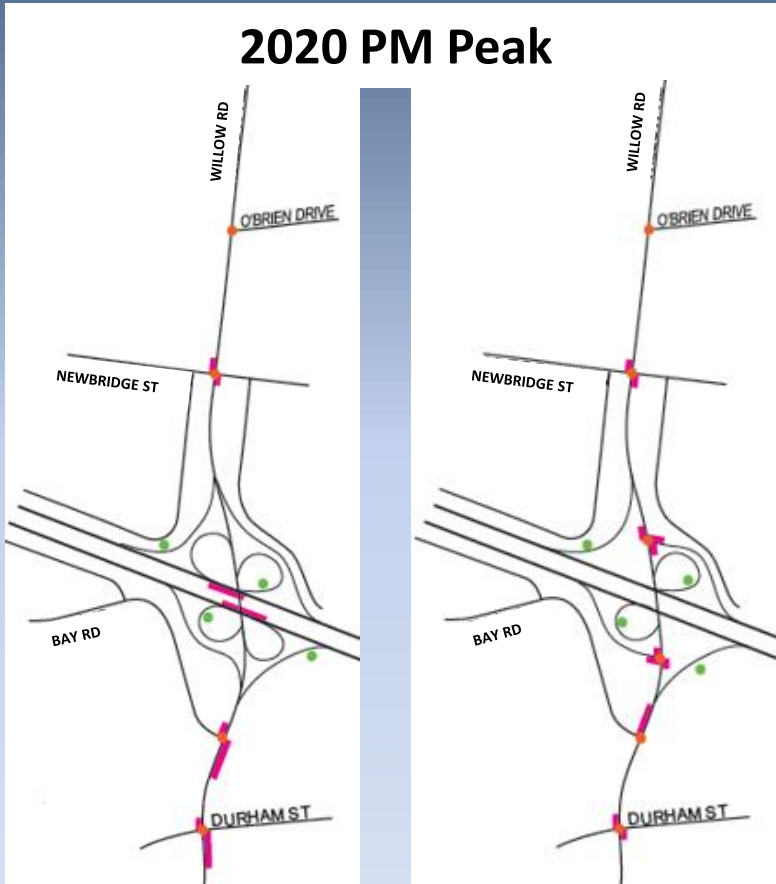 2020 PM Peak
WILLOW RD
O'BRIEN DRIVE
NEWBRIDGE ST
BAY RD
DURHAM ST
WILLOW RD
O'BRIEN DRIVE
NEWBRIDGE ST
BAY RD
DURHAM ST